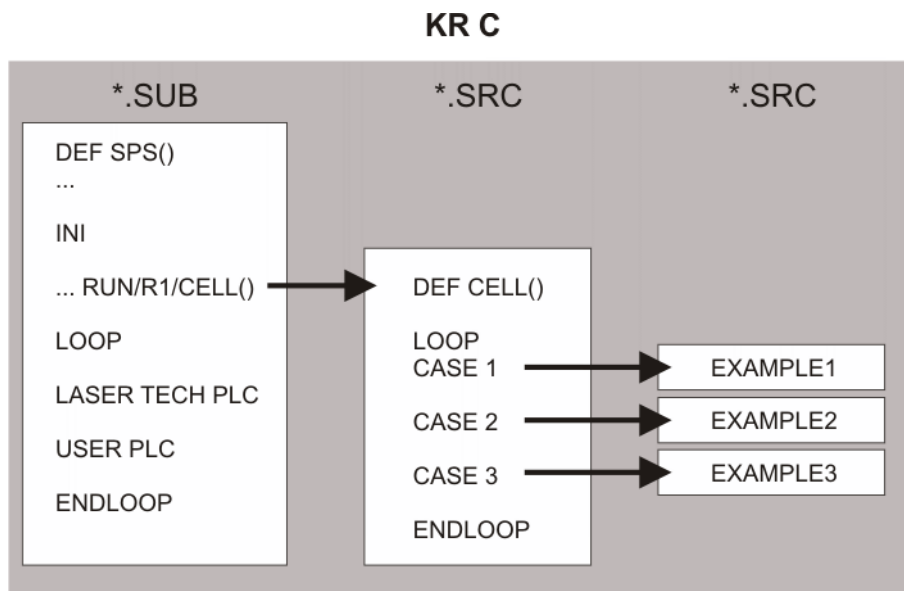 KR C
*.SUB
*.SRC
*.SRC
DEF SPS()
...
INI
... RUN/R1/CELL()
LOOP
LASER TECH PLC
USER PLC
ENDLOOP
DEF CELL()
LOOP
CASE 1
CASE 2
CASE 3
ENDLOOP
EXAMPLE1
EXAMPLE2
EXAMPLE3